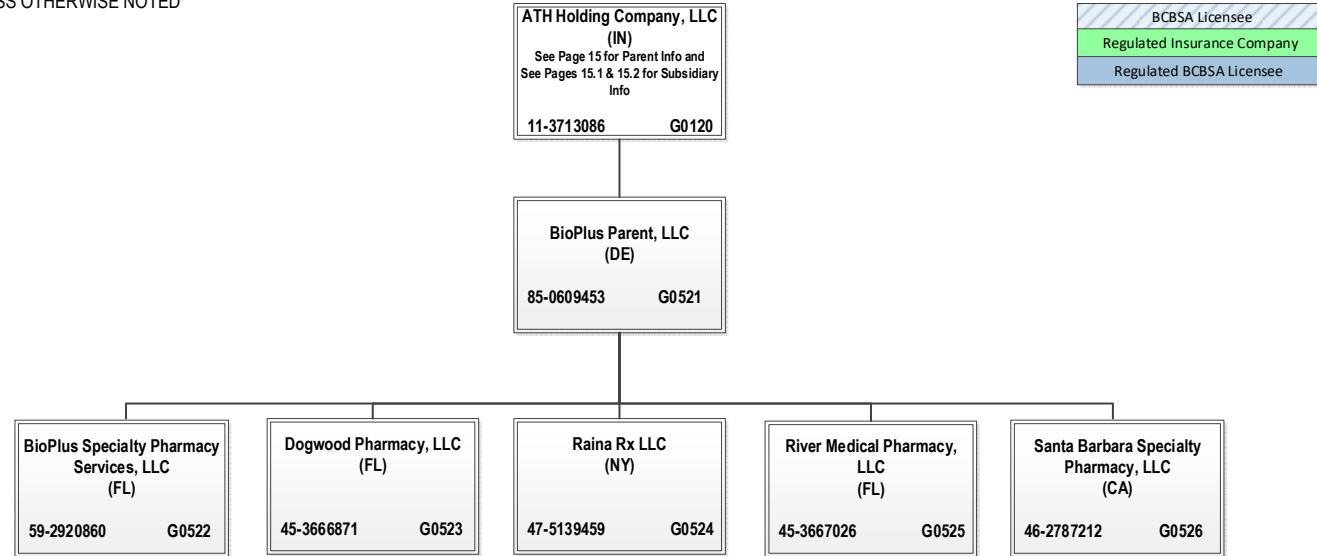 SS OTHERWISE NOTED
BCBSA Licensee
Regulated Insurance Company
Regulated BCBSA Licensee
ATH Holding Company, LLC
(IN)
See Page 15 for Parent Info and
See Pages 15.1 & 15.2 for Subsidiary
Info
11-3713086 G0120
BioPlus Parent, LLC
(DE)
85-0609453 G0521
BioPlus Specialty Pharmacy
Services, LLC
(FL)
59-2920860 G0522
Dogwood Pharmacy, LLC
(FL)
45-3666871 G0523
Raina Rx LLC
(NY)
47-5139459 G0524
River Medical Pharmacy,
LLC
(FL)
45-3667026 G0525
Santa Barbara Specialty
Pharmacy, LLC
(CA)
46-2787212 G0526